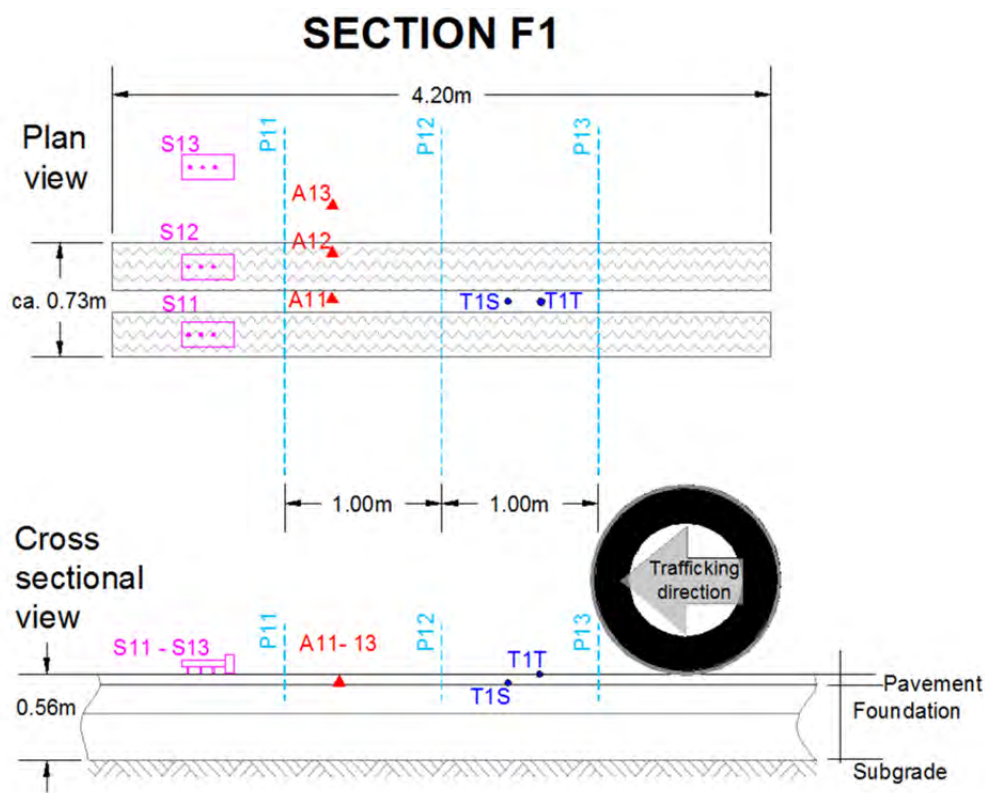 SECTION F1
4.20m
Plan
view
P11
P12
P13
S13
A13
S12
A12
ca. 0.73m
S11
A11
T1S
T1T
1.00m
1.00m
Cross
sectional
view
Trafficking
direction
P11
P12
P13
S11 - S13
A11- 13
T1T
T1S
0.56m
Pavement
Foundation
Subgrade